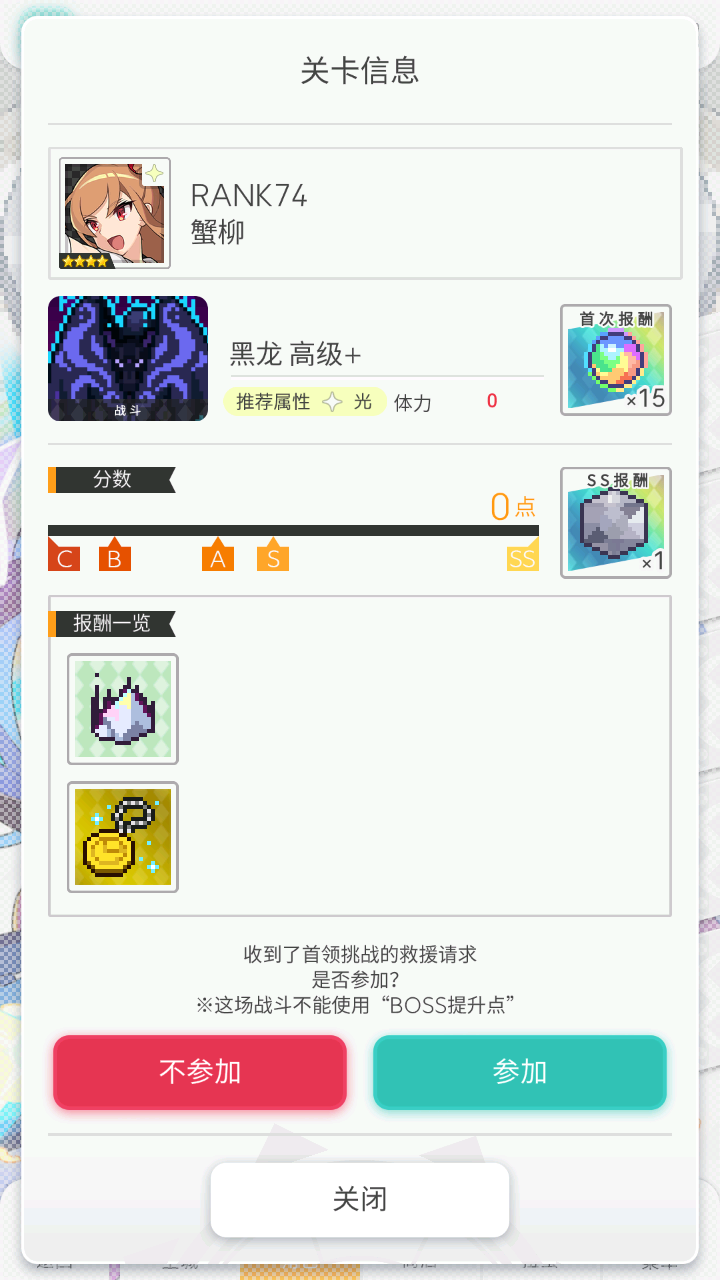 关卡信息
RANK74
蟹柳
黑龙 高级+
战斗
推荐属性 光 体力 0
首次报酬
×15
分数
0点
C B A S SS
SS报酬
×1
报酬一览
收到了首领挑战的救援请求
是否参加?
※这场战斗不能使用“BOSS提升点”
不参加 参加
关闭